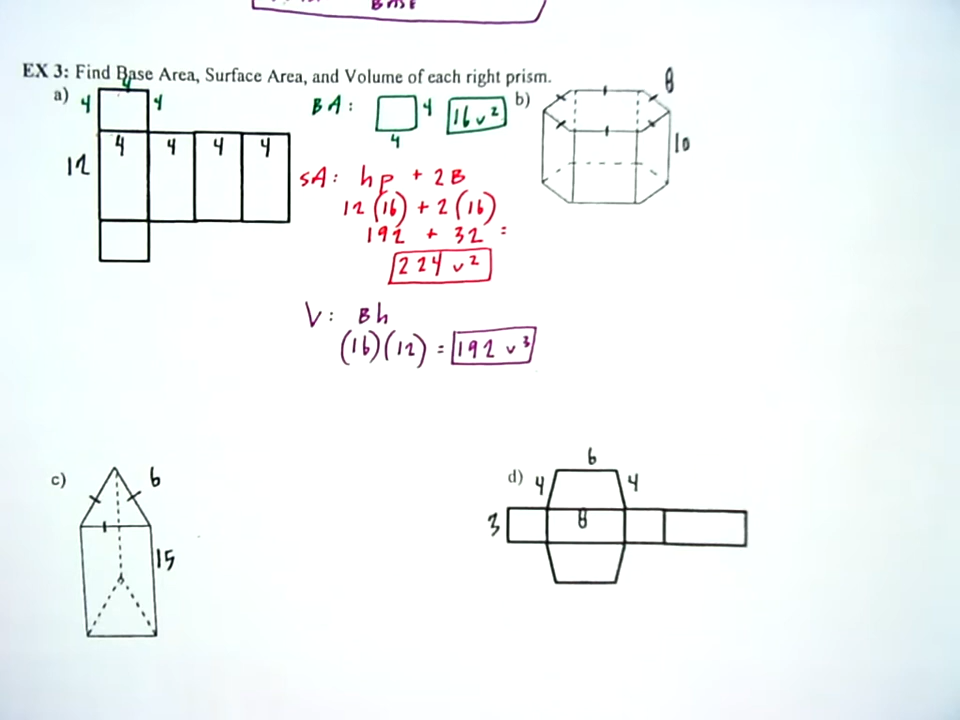 BASE
EX 3: Find Base Area, Surface Area, and Volume of each right prism.
a) 4 4 4
12 4 4 4 4
BA: 4 16 u²
4
SA: hp + 2B
12(16) + 2(16)
192 + 32 =
224 u²
V: Bh
(16)(12) = 192 u³
b) 8
10
c) 6
15
d) 6
4 4
3 8